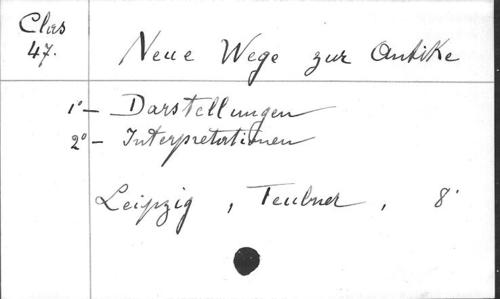 Clas
47.
Neue Wege zur Antike
1° — Darstellungen
2° — Interpretationen
Leipzig, Teubner, 8°